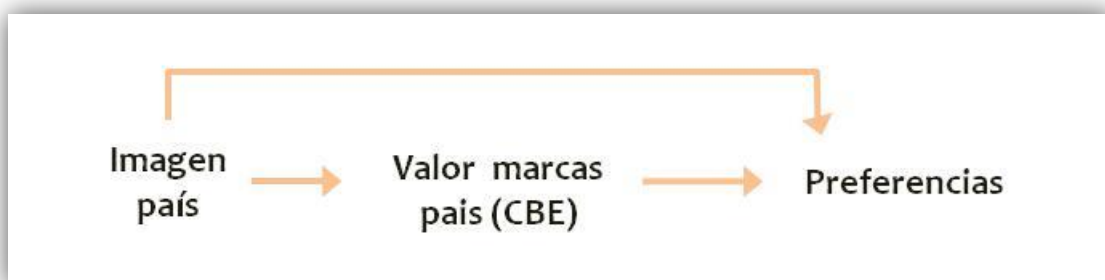 Imagen
país
Valor marcas
pais (CBE)
Preferencias